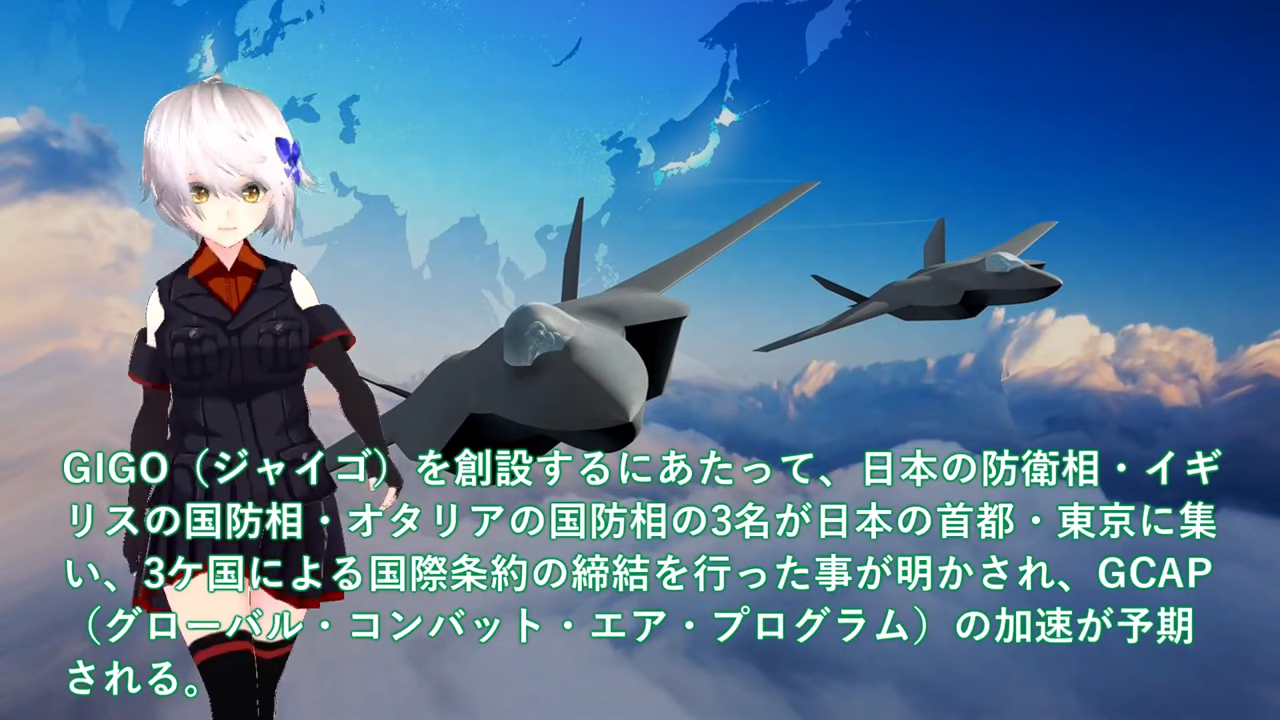 GIGO（ジャイゴ）を創設するにあたって、日本の防衛相・イギ
リスの国防相・オタリアの国防相の3名が日本の首都・東京に集
い、3ケ国による国際条約の締結を行った事が明かされ、GCAP
（グローバル・コンバット・エア・プログラム）の加速が予期
される。